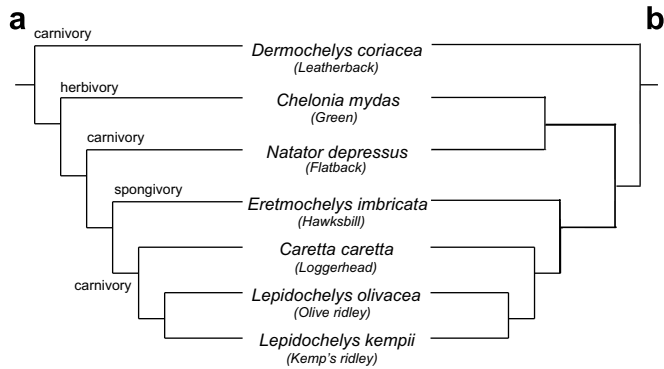 a
b
carnivory
Dermochelys coriacea
(Leatherback)
herbivory
Chelonia mydas
(Green)
carnivory
Natator depressus
(Flatback)
spongivory
Eretmochelys imbricata
(Hawksbill)
Caretta caretta
(Loggerhead)
carnivory
Lepidochelys olivacea
(Olive ridley)
Lepidochelys kempii
(Kemp's ridley)